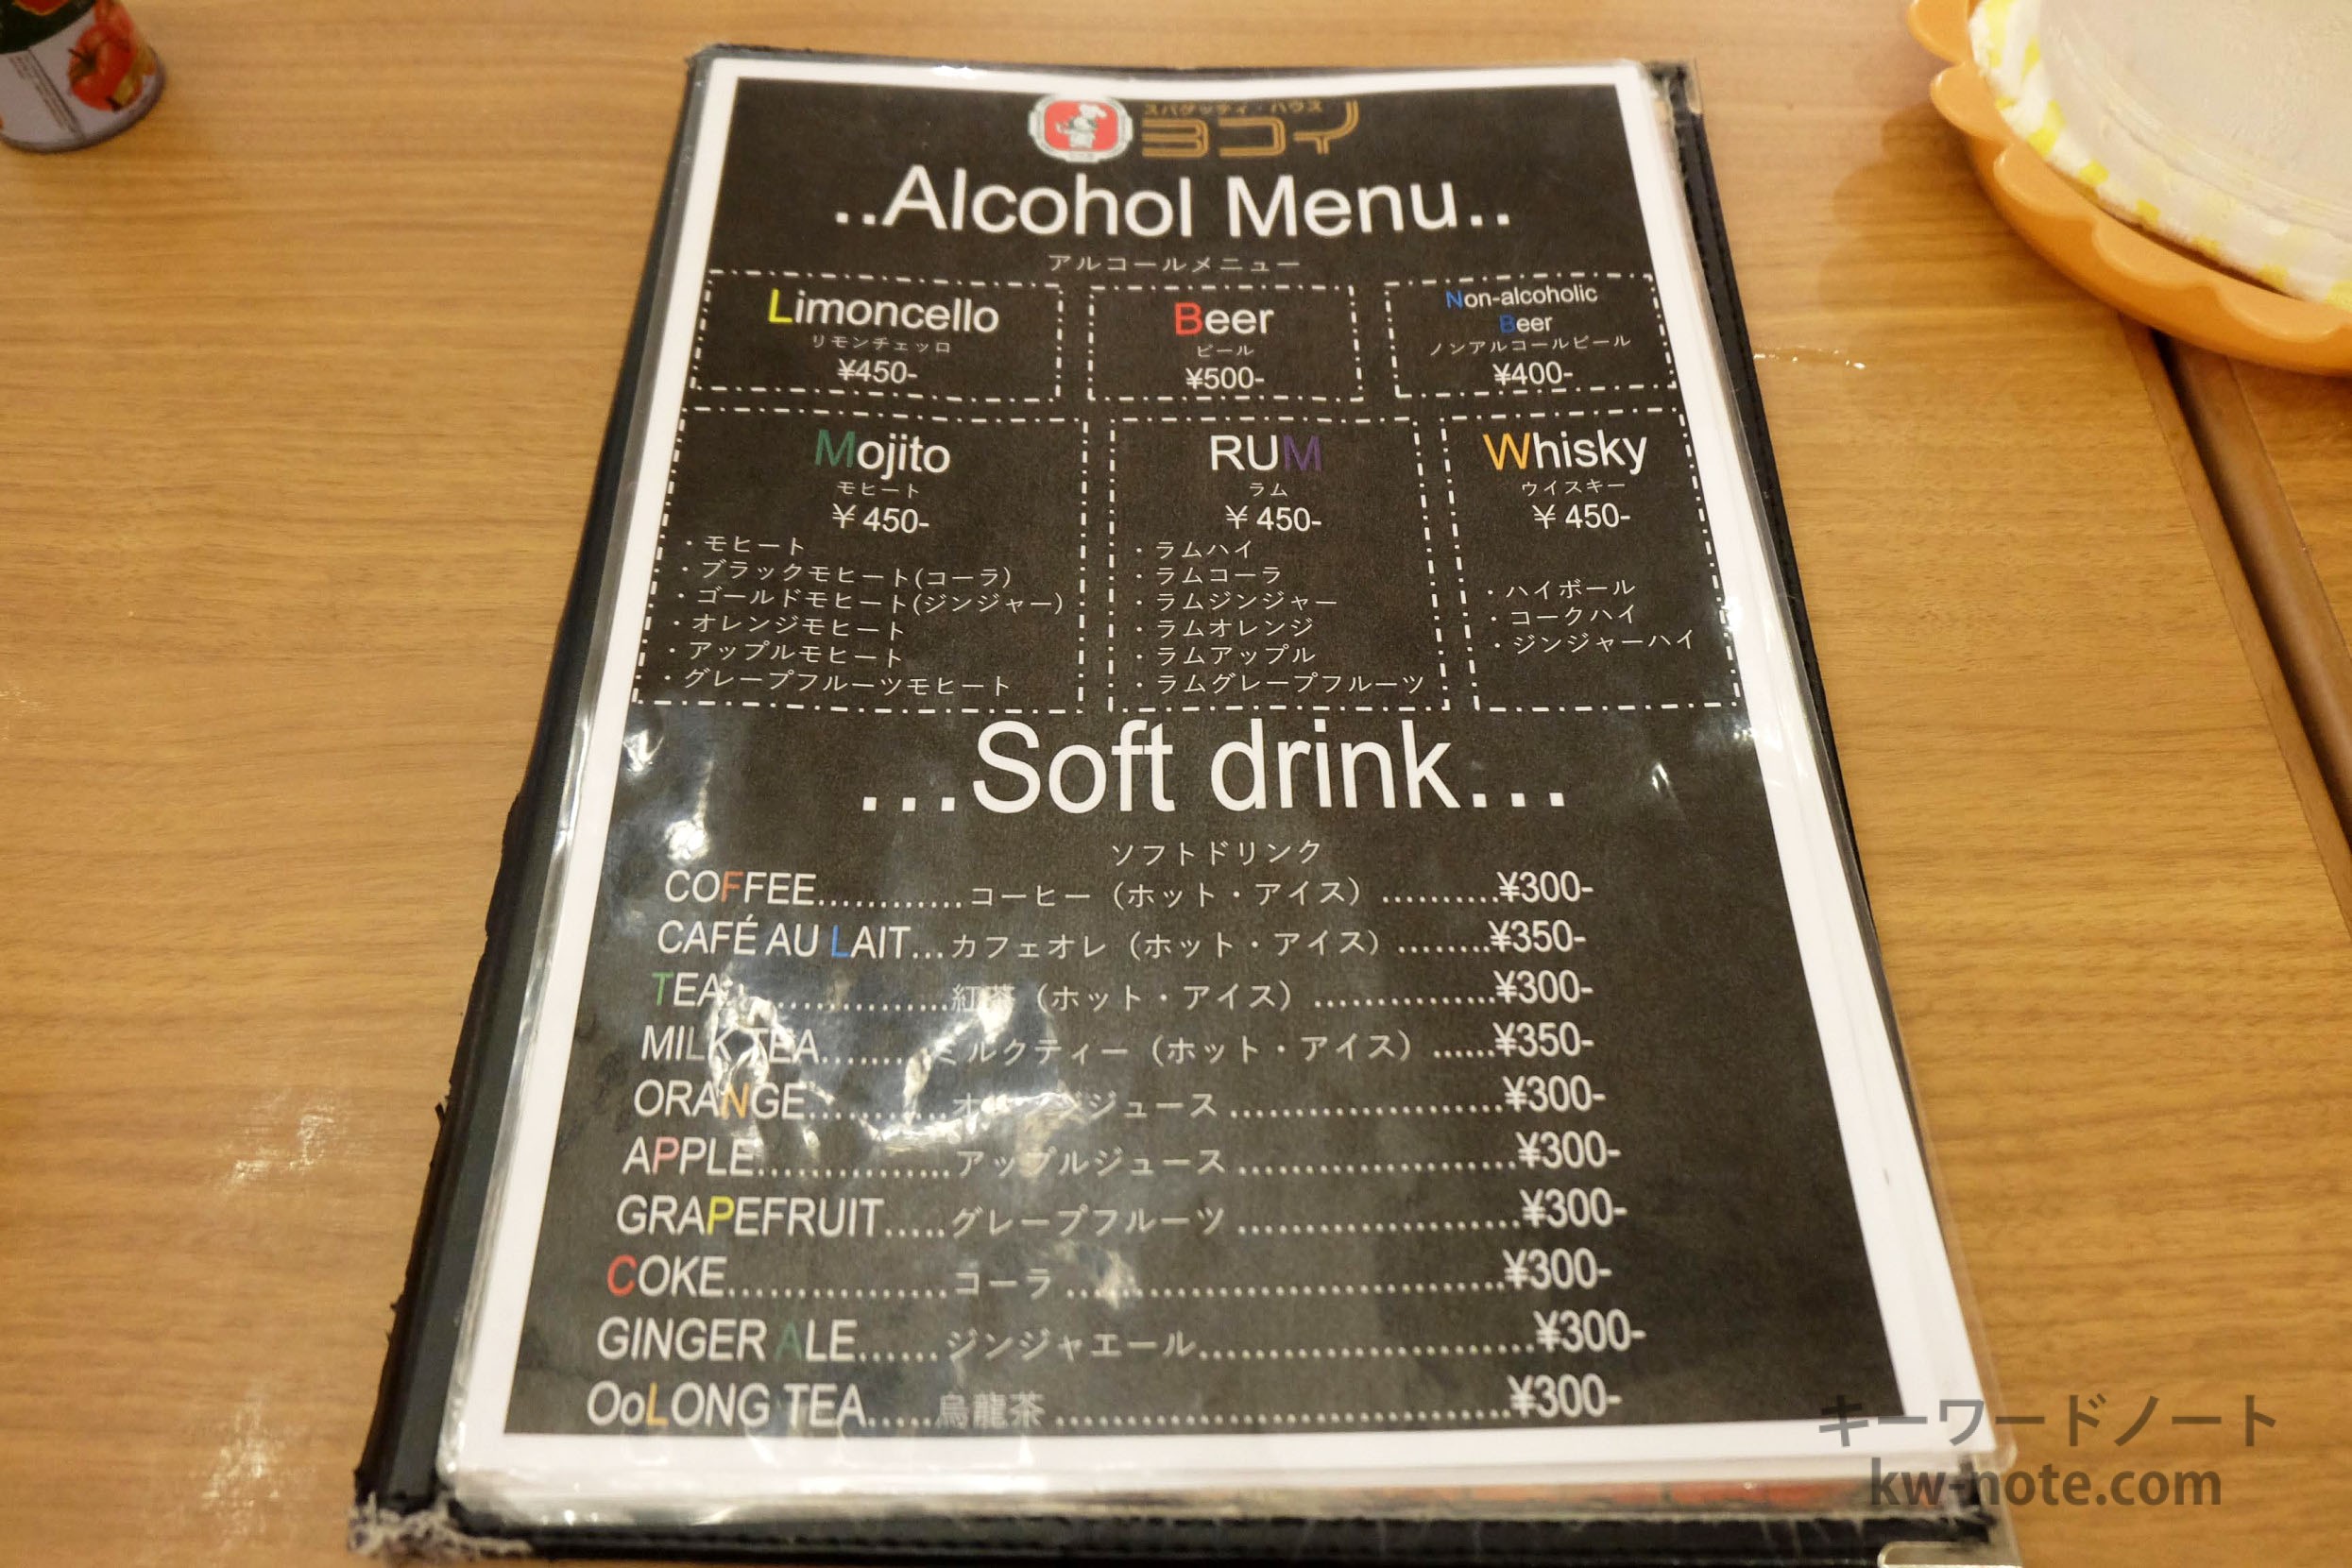 スパゲッティ・ハウス
ヨコイ
..Alcohol Menu..
アルコールメニュー
Limoncello
リモンチェッロ
¥450-
Beer
ビール
¥500-
Non-alcoholic
Beer
ノンアルコールビール
¥400-
Mojito
モヒート
¥450-
・モヒート
・ブラックモヒート(コーラ)
・ゴールドモヒート(ジンジャー)
・オレンジモヒート
・アップルモヒート
・グレープフルーツモヒート
RUM
ラム
¥450-
・ラムハイ
・ラムコーラ
・ラムジンジャー
・ラムオレンジ
・ラムアップル
・ラムグレープフルーツ
Whisky
ウイスキー
¥450-
・ハイボール
・コークハイ
・ジンジャーハイ
...Soft drink...
ソフトドリンク
COFFEE............コーヒー（ホット・アイス）..........¥300-
CAFÉ AU LAIT...カフェオレ（ホット・アイス）........¥350-
TEA...................紅茶（ホット・アイス）................¥300-
MILK TEA.........ミルクティー（ホット・アイス）......¥350-
ORANGE............オレンジジュース........................¥300-
APPLE................アップルジュース........................¥300-
GRAPEFRUIT.....グレープフルーツ........................¥300-
COKE..................コーラ......................................¥300-
GINGER ALE......ジンジャエール.............................¥300-
OoLONG TEA.....烏龍茶.......................................¥300-
キーワードノート
kw-note.com